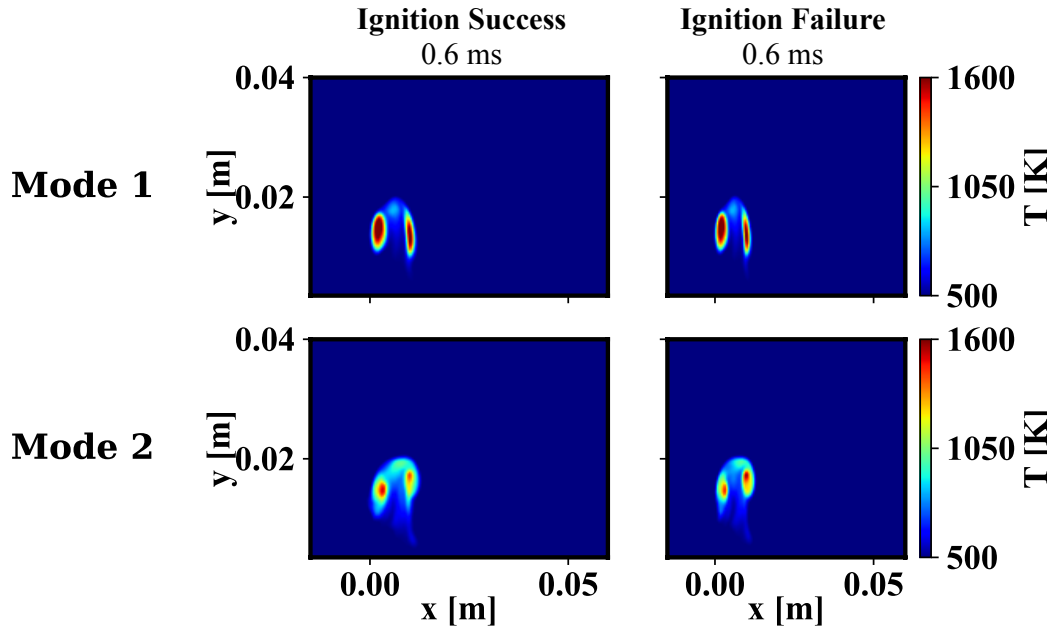 Ignition Success
0.6 ms
Ignition Failure
0.6 ms
Mode 1
y [m]
0.04
0.02
1600
1050
500
T [K]
Mode 2
y [m]
0.04
0.02
1600
1050
500
T [K]
0.00
0.05
x [m]
0.00
0.05
x [m]